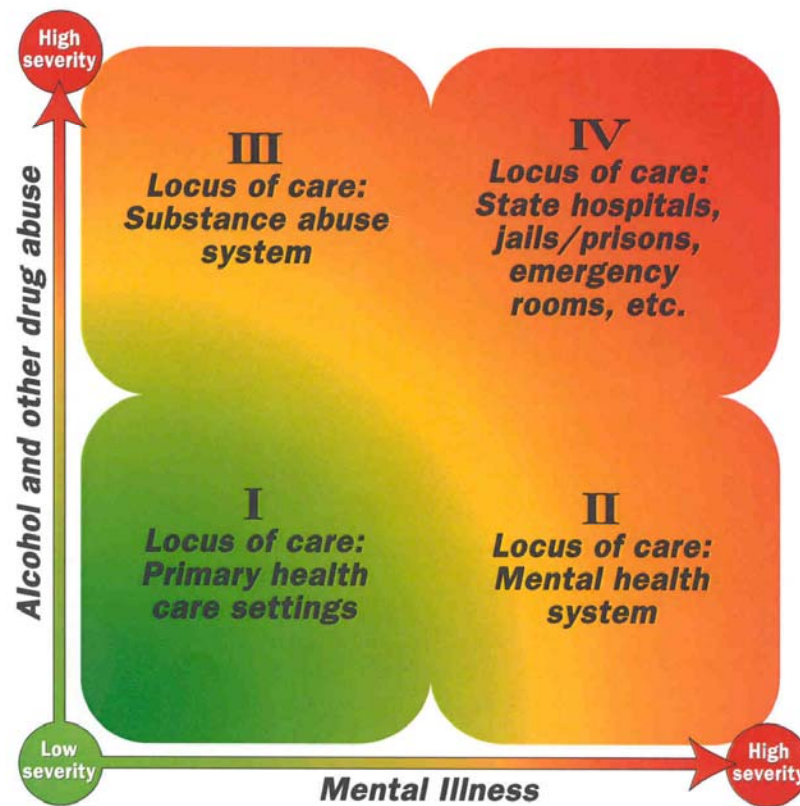 High
severity
Alcohol and other drug abuse
III
Locus of care:
Substance abuse
system
IV
Locus of care:
State hospitals,
jails/prisons,
emergency
rooms, etc.
I
Locus of care:
Primary health
care settings
II
Locus of care:
Mental health
system
Low
severity
Mental Illness
High
severity